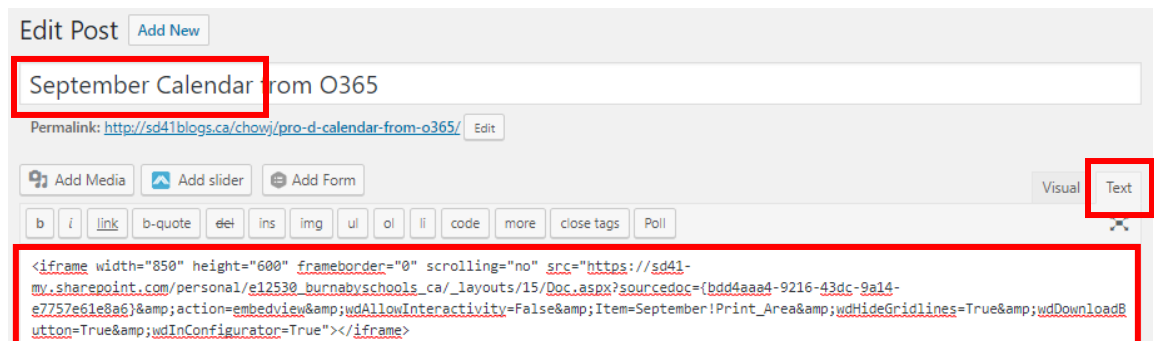 Edit Post Add New
September Calendar from O365
Permalink: http://sd41blogs.ca/chowj/pro-d-calendar-from-o365/ Edit
Add Media Add slider Add Form Visual Text
b i link b-quote del ins img ul ol li code more close tags Poll
<iframe width="850" height="600" frameborder="0" scrolling="no" src="https://sd41-
my.sharepoint.com/personal/e12530_burnabyschools_ca/_layouts/15/Doc.aspx?sourcedoc={bdd4aaa4-9216-43dc-9a14-
e7757e61e8a6}&amp;action=embedview&amp;wdAllowInteractivity=False&amp;Item=September!Print_Area&amp;wdHideGridlines=True&amp;wdDownloadB
utton=True&amp;wdInConfigurator=True"></iframe>